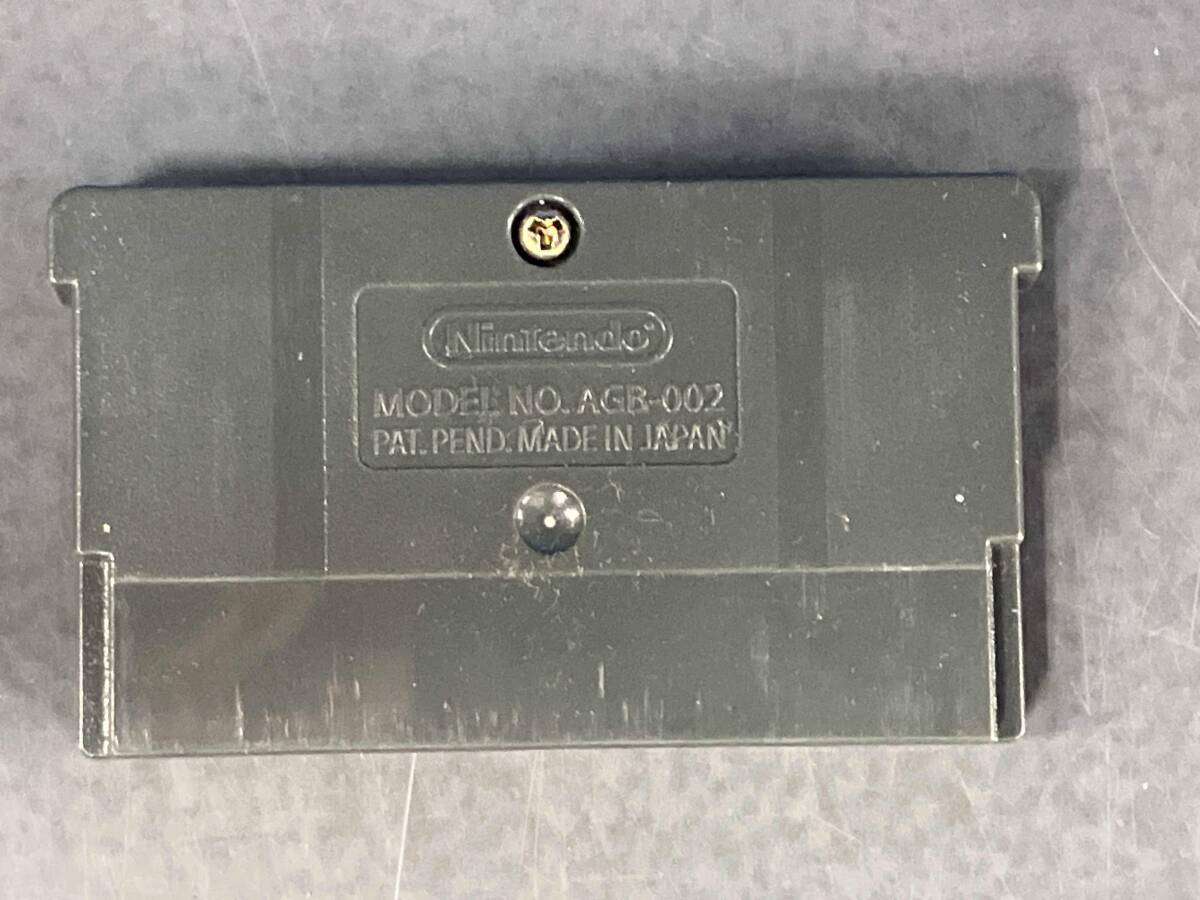 Nintendo®
MODEL NO. AGB-002
PAT. PEND. MADE IN JAPAN